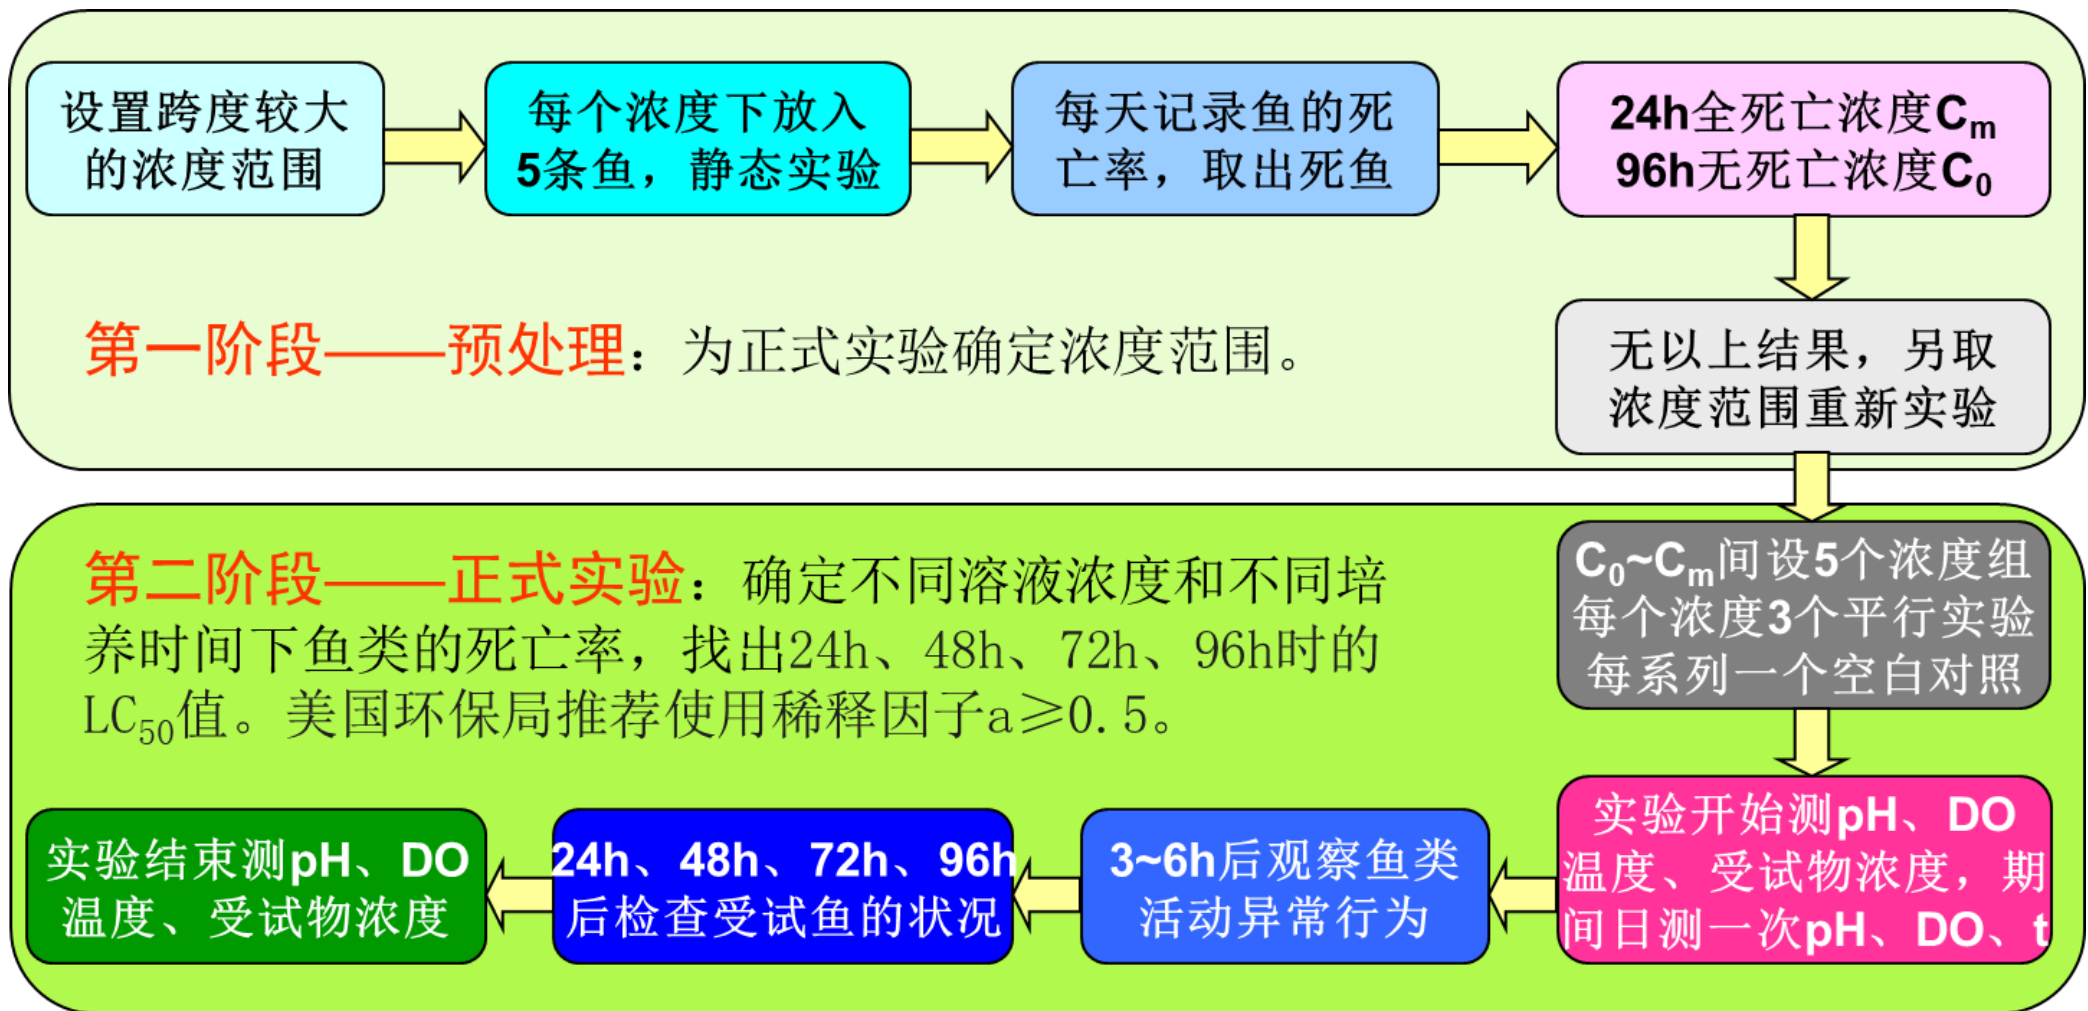 设置跨度较大
的浓度范围
每个浓度下放入
5条鱼，静态实验
每天记录鱼的死
亡率，取出死鱼
24h全死亡浓度Cm
96h无死亡浓度C0
第一阶段——预处理：为正式实验确定浓度范围。
无以上结果，另取
浓度范围重新实验
第二阶段——正式实验：确定不同溶液浓度和不同培
养时间下鱼类的死亡率，找出24h、48h、72h、96h时的
LC50值。美国环保局推荐使用稀释因子a≥0.5。
C0~Cm间设5个浓度组
每个浓度3个平行实验
每系列一个空白对照
实验开始测pH、DO
温度、受试物浓度，期
间日测一次pH、DO、t
3~6h后观察鱼类
活动异常行为
24h、48h、72h、96h
后检查受试鱼的状况
实验结束测pH、DO
温度、受试物浓度